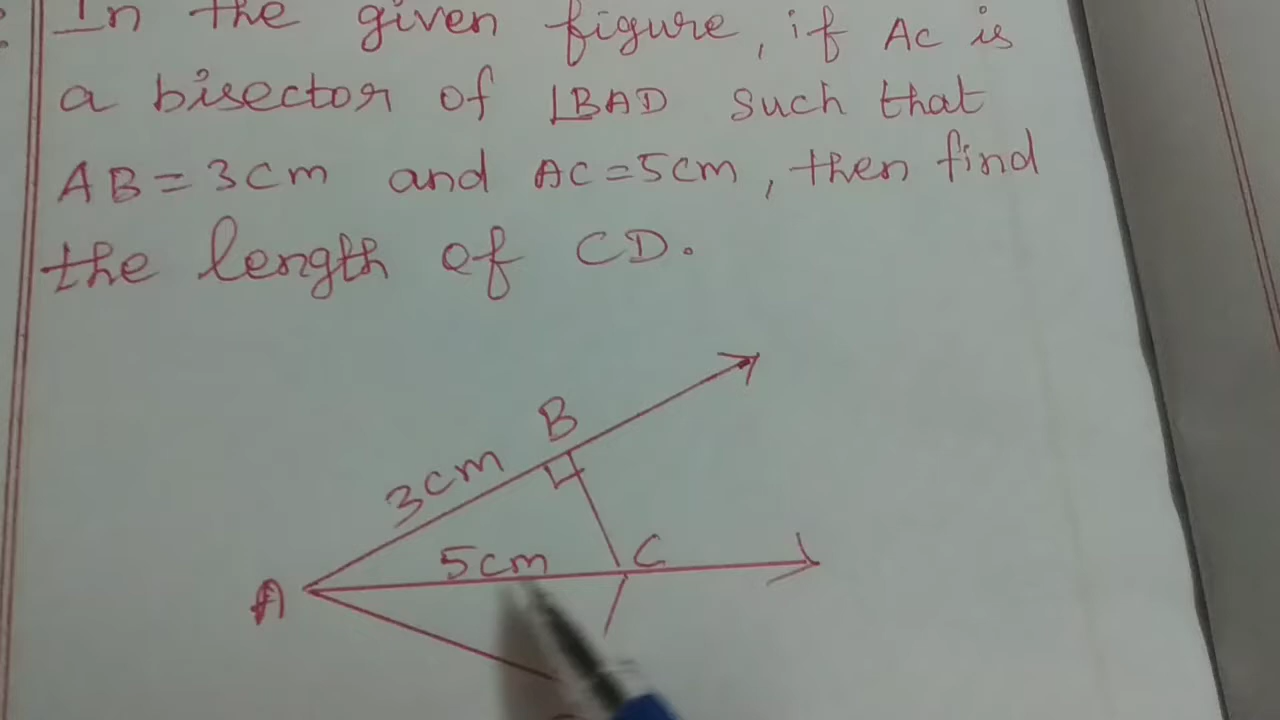 In the given figure, if AC is
a bisector of ∠BAD such that
AB = 3cm and AC = 5cm, then find
the length of CD.
B
3cm
5cm
C
A